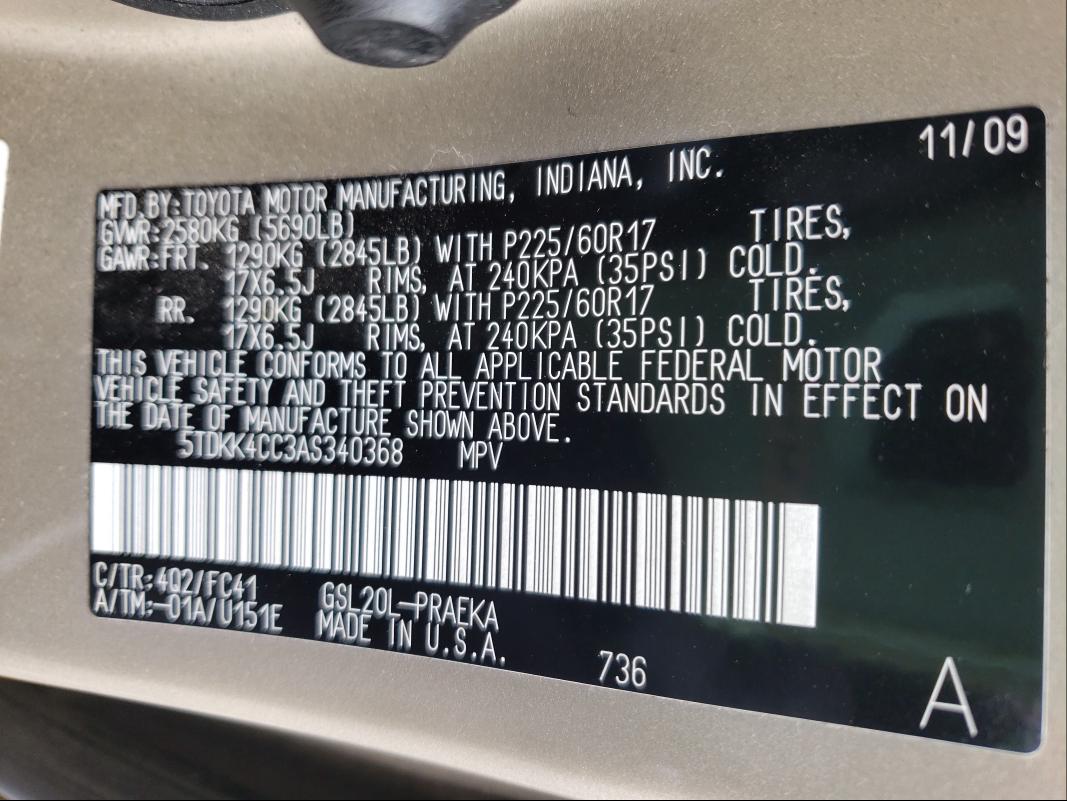 11/09
MFD.BY:TOYOTA MOTOR MANUFACTURING, INDIANA, INC.
GVWR:2580KG (5690LB)
GAWR:FRT. 1290KG (2845LB) WITH P225/60R17 TIRES,
17X6.5J RIMS, AT 240KPA (35PSI) COLD.
RR. 1290KG (2845LB) WITH P225/60R17 TIRES,
17X6.5J RIMS, AT 240KPA (35PSI) COLD.
THIS VEHICLE CONFORMS TO ALL APPLICABLE FEDERAL MOTOR
VEHICLE SAFETY AND THEFT PREVENTION STANDARDS IN EFFECT ON
THE DATE OF MANUFACTURE SHOWN ABOVE.
5TDKK4CC3AS340368 MPV
C/TR:4Q2/FC41 GSL20L-PRAEKA
A/TM:-01A/U151E MADE IN U.S.A.
736
A